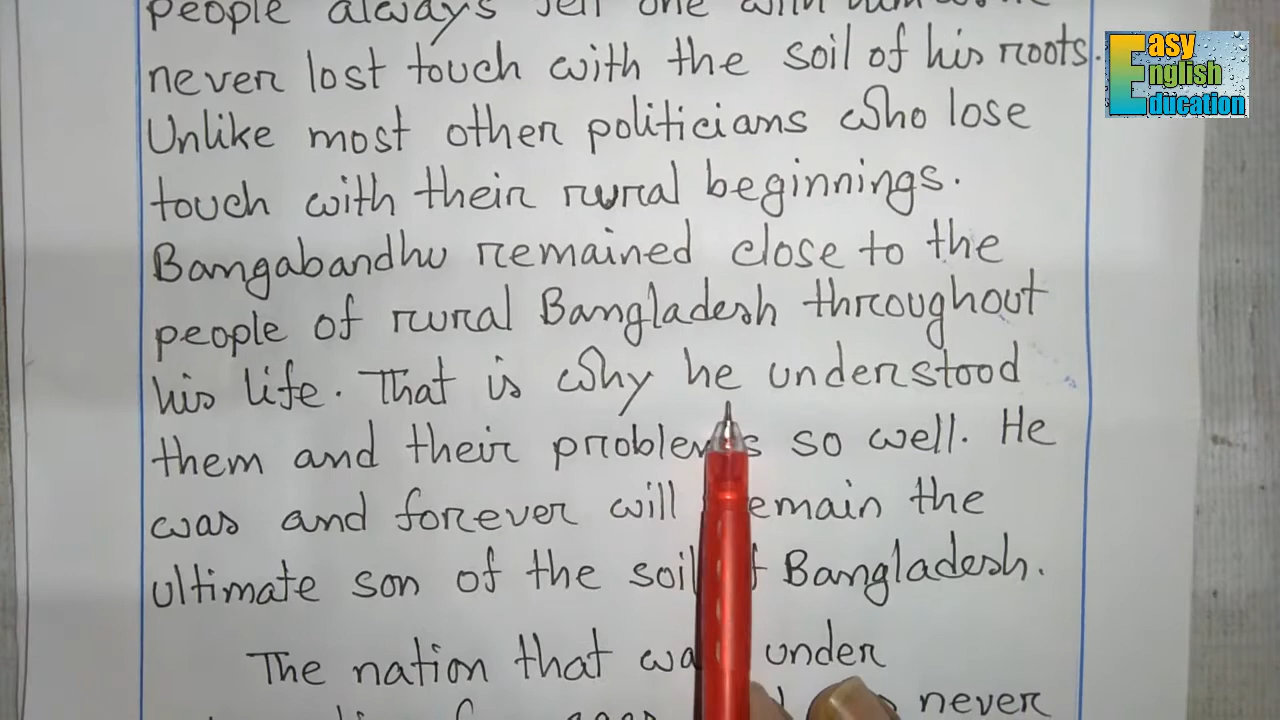 people always
never lost touch with the soil of his roots.
Unlike most other politicians who lose
touch with their rural beginnings.
Bangabandhu remained close to the
people of rural Bangladesh throughout
his life. That is why he understood
them and their problems so well. He
was and forever will remain the
ultimate son of the soil of Bangladesh.
The nation that was under
never
Easy
English
Education